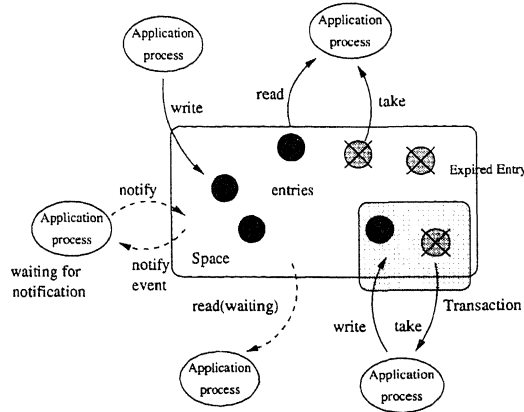 Application
process
Application
process
write
read
take
entries
Expired Entry
notify
Application
process
waiting for
notification
notify
event
Space
read(waiting)
Transaction
write
take
Application
process
Application
process